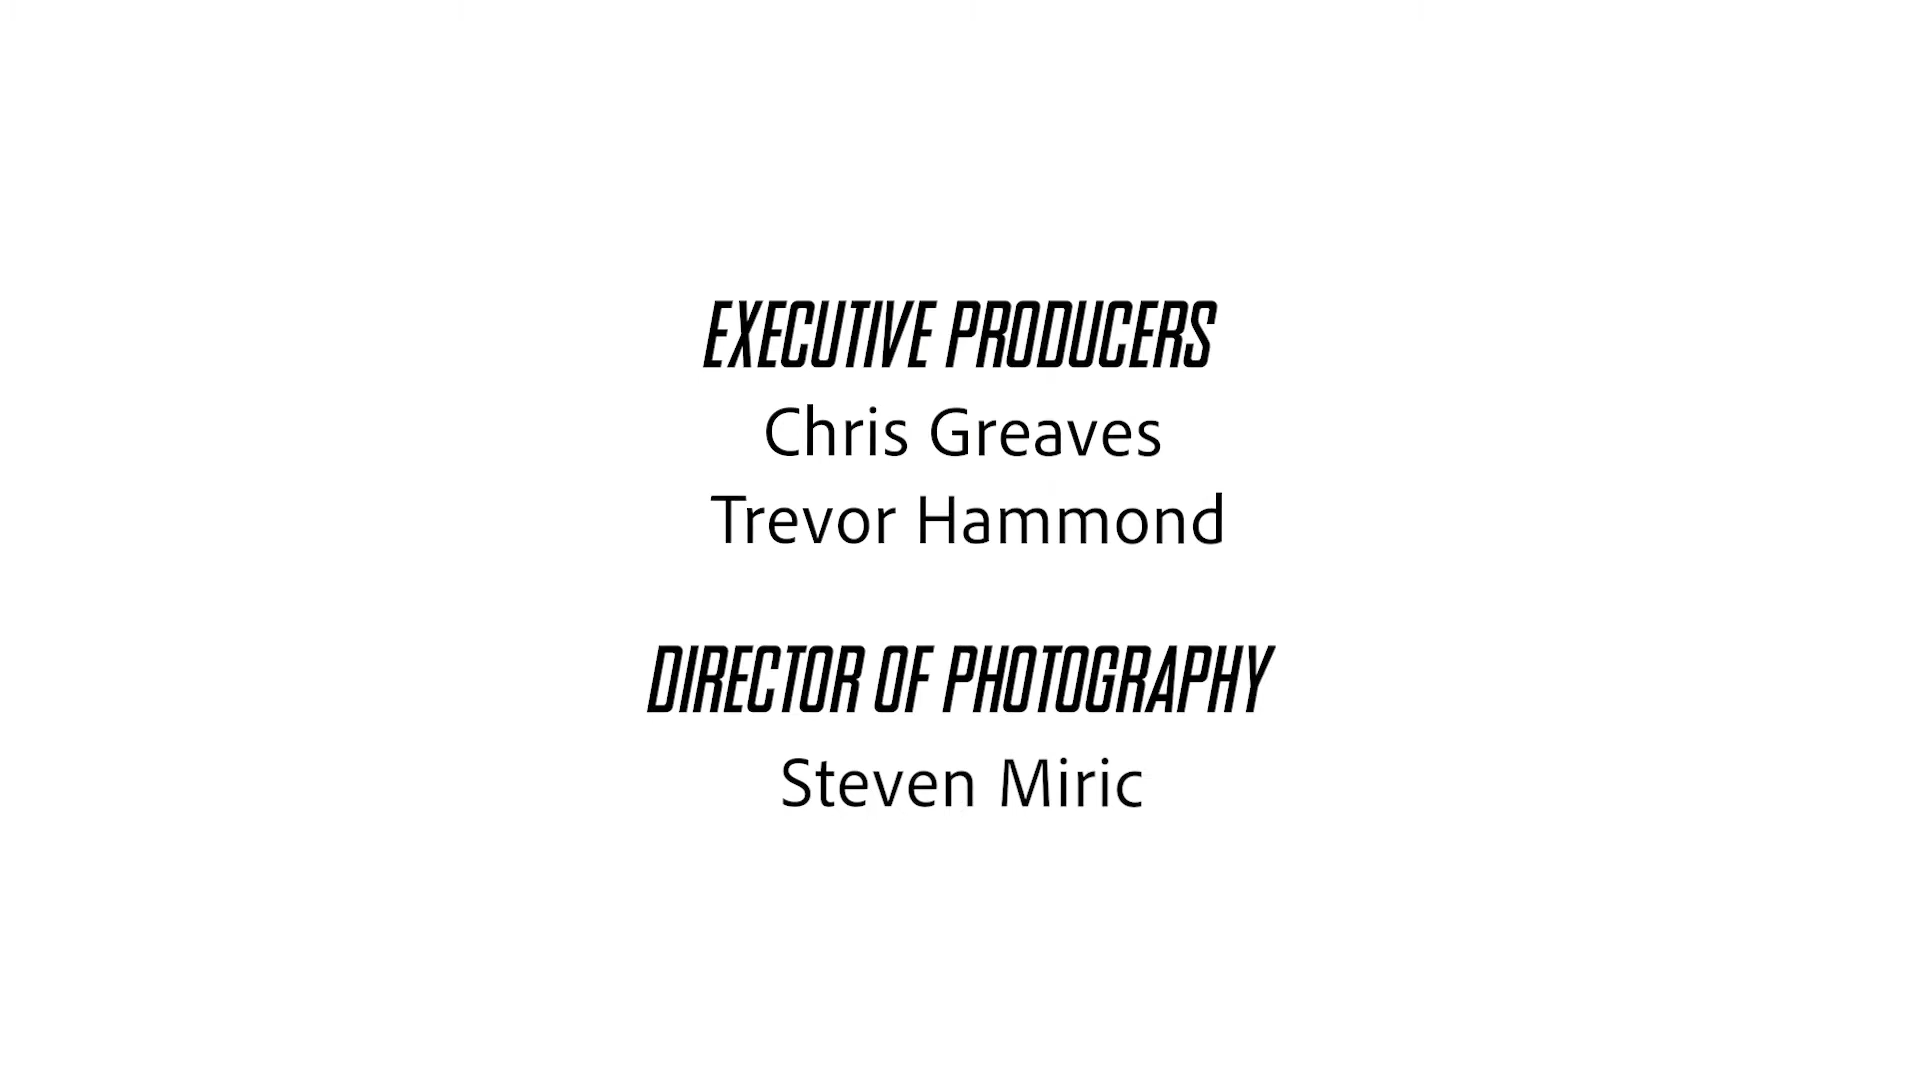 EXECUTIVE PRODUCERS
Chris Greaves
Trevor Hammond
DIRECTOR OF PHOTOGRAPHY
Steven Miric